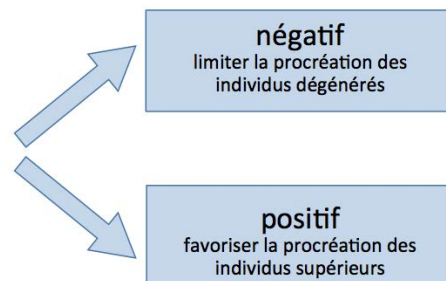 négatif
limiter la procréation des
individus dégénérés
positif
favoriser la procréation des
individus supérieurs